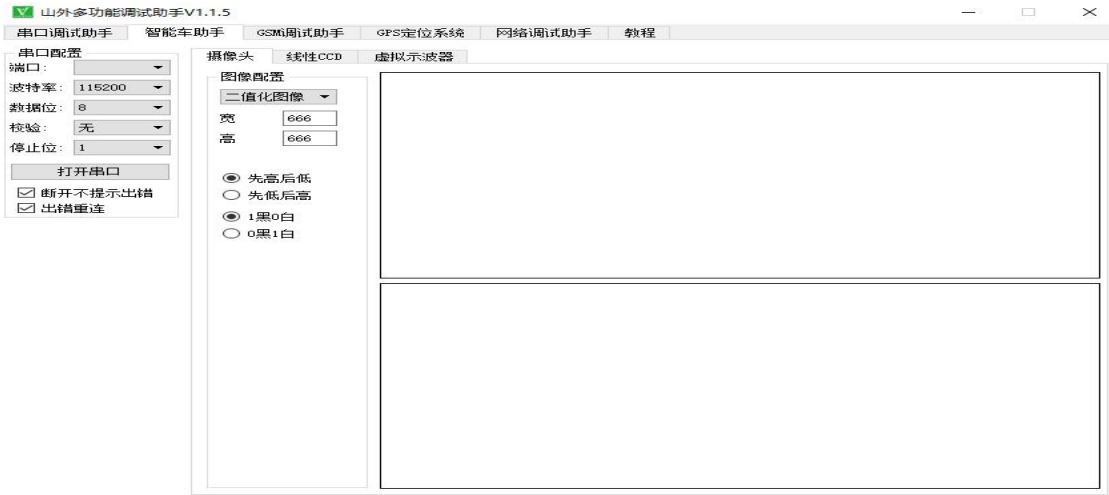 山外多功能调试助手V1.1.5
串口调试助手 智能车助手 GSM调试助手 GPS定位系统 网络调试助手 教程
串口配置
端口:
波特率: 115200
数据位: 8
校验: 无
停止位: 1
打开串口
断开不提示出错
出错重连
摄像头 线性CCD 虚拟示波器
图像配置
二值化图像
宽 666
高 666
先高后低
先低后高
1黑0白
0黑1白